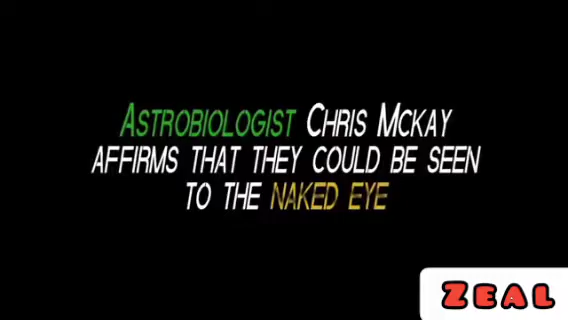 Astrobiologist Chris Mckay
affirms that they could be seen
to the naked eye
Zeal